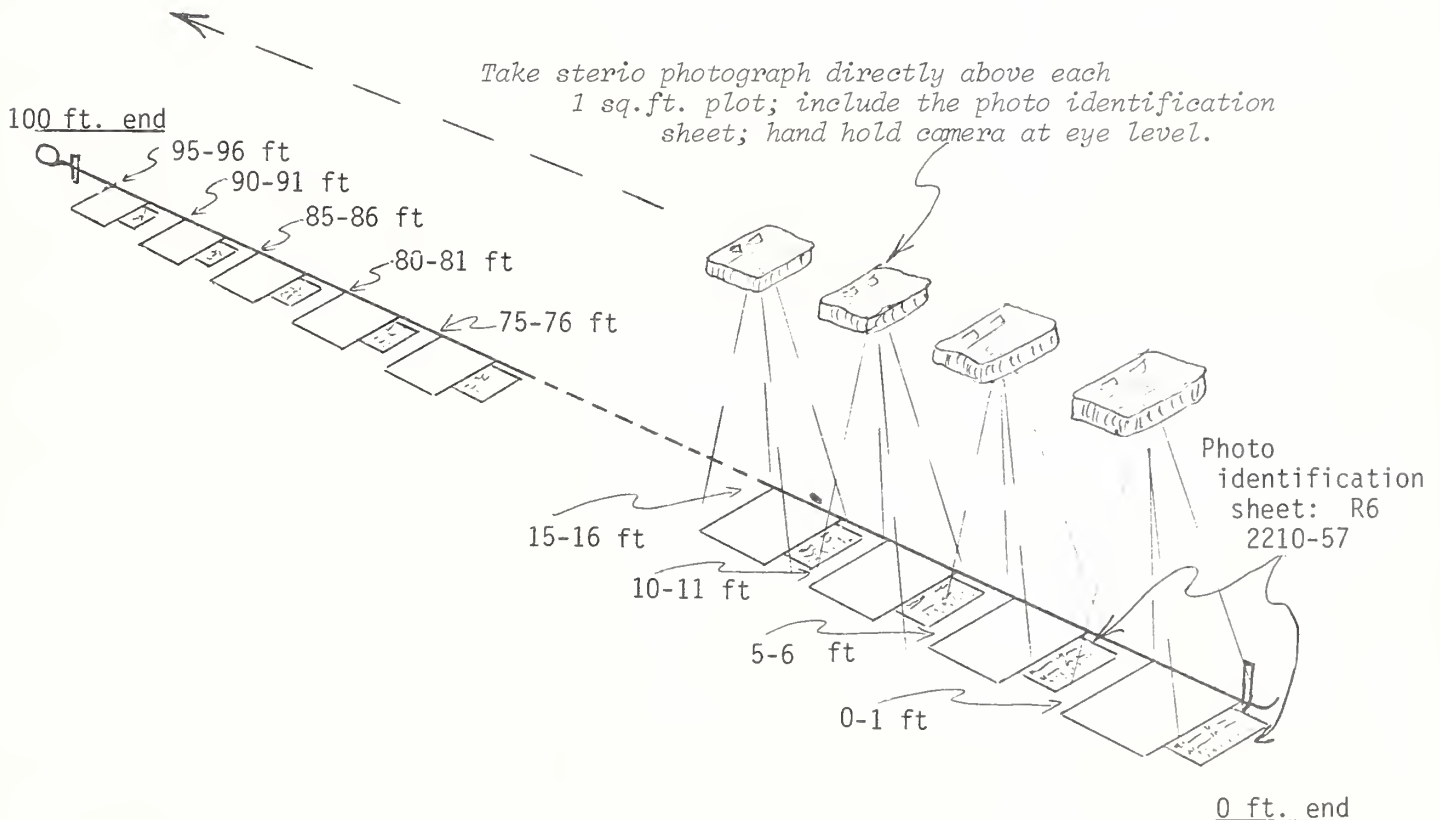 Take sterio photograph directly above each
1 sq.ft. plot; include the photo identification
sheet; hand hold camera at eye level.
100 ft. end
95-96 ft
90-91 ft
85-86 ft
80-81 ft
75-76 ft
Photo
identification
sheet: R6
2210-57
15-16 ft
10-11 ft
5-6 ft
0-1 ft
0 ft. end